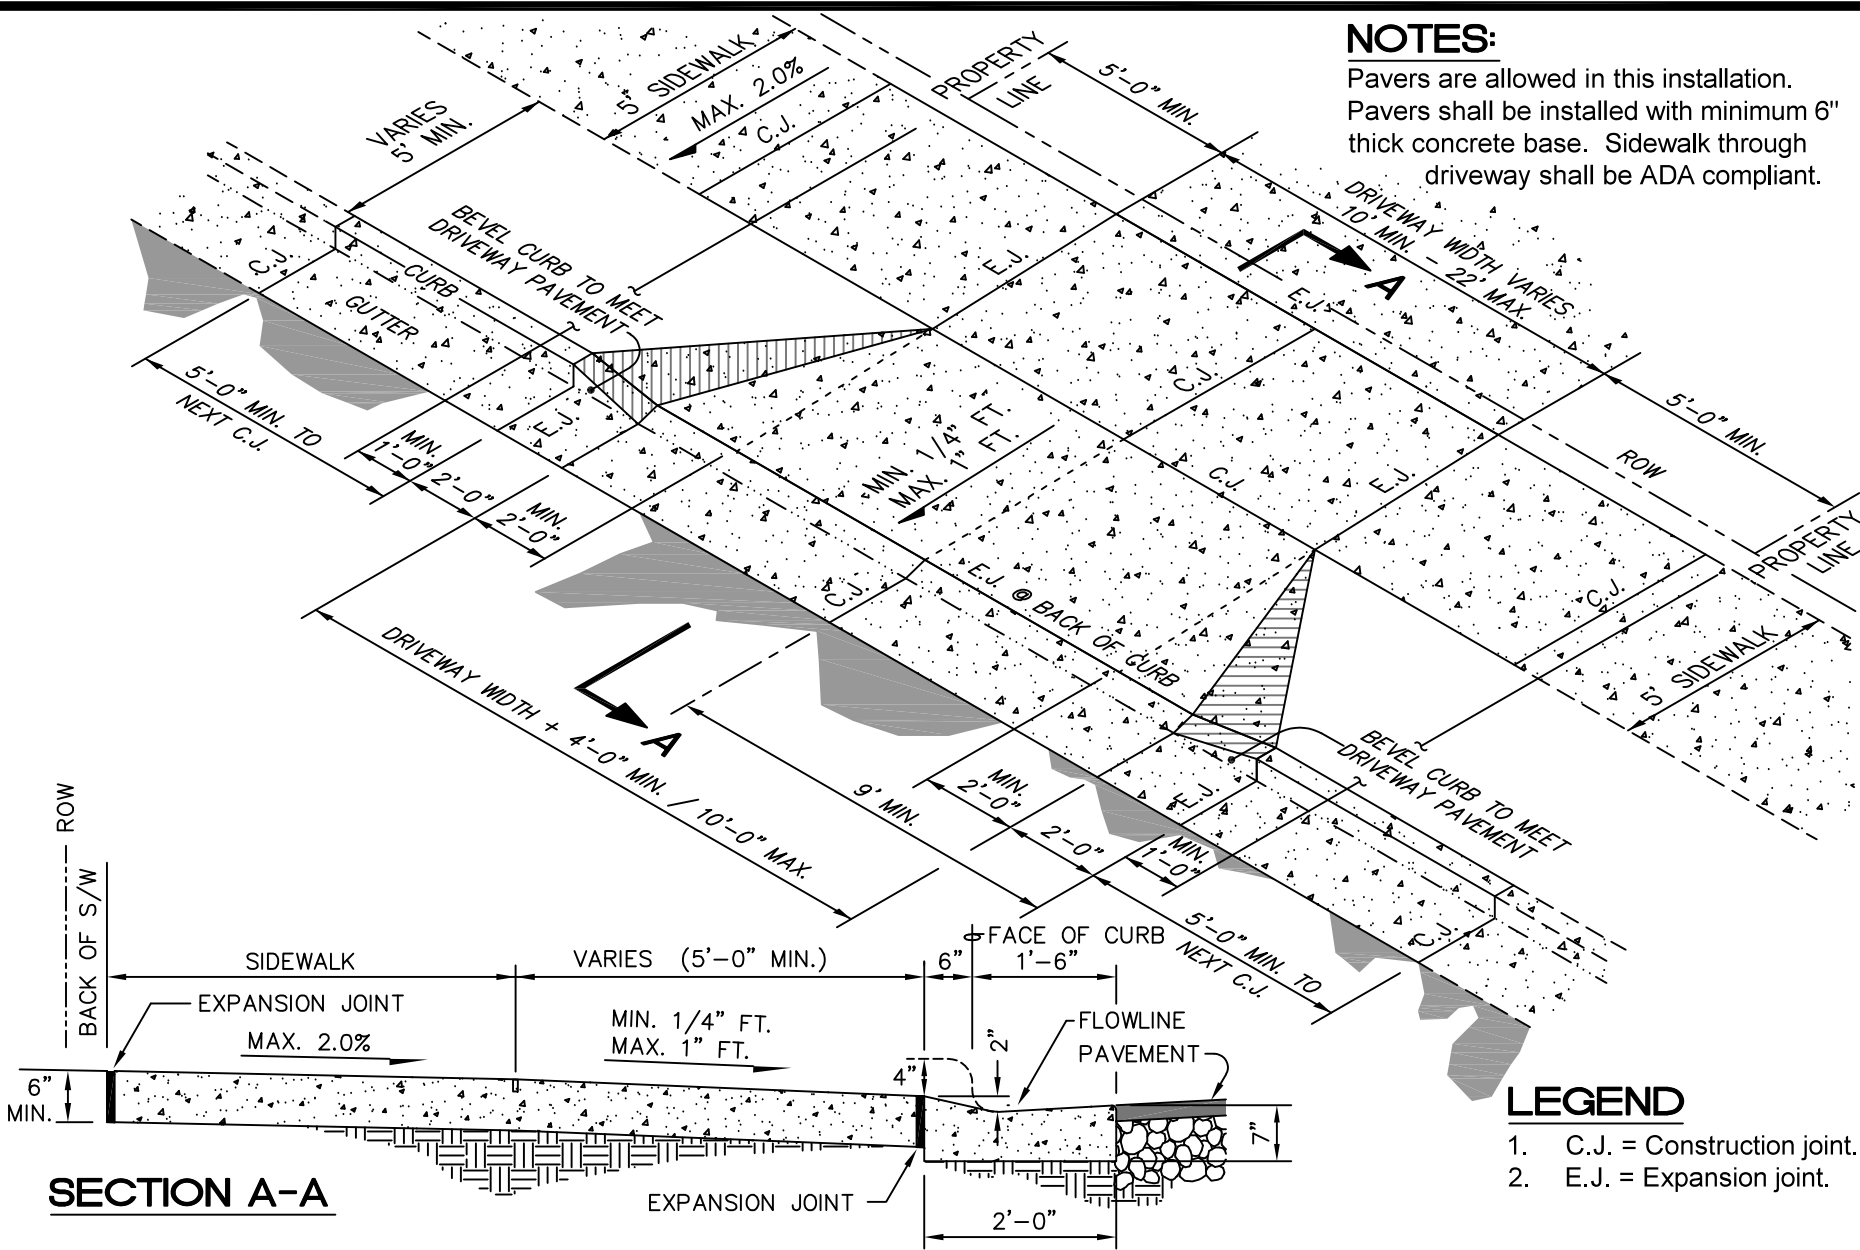 NOTES:
Pavers are allowed in this installation.
Pavers shall be installed with minimum 6"
thick concrete base.  Sidewalk through
driveway shall be ADA compliant.
5' SIDEWALK
MAX. 2.0%
C.J.
PROPERTY
LINE
5'-0" MIN.
VARIES
5' MIN.
BEVEL CURB TO MEET
DRIVEWAY PAVEMENT
DRIVEWAY WIDTH VARIES
10' MIN. - 22' MAX.
E.J.
A
E.J.
C.J.
CURB
GUTTER
5'-0" MIN. TO
NEXT C.J.
E.J.
MIN.
1'-0"
2'-0"
MIN.
2'-0"
C.J.
MIN. 1/4" FT.
MAX. 1" FT.
C.J.
E.J.
5'-0" MIN.
ROW
PROPERTY
LINE
C.J.
5' SIDEWALK
C.J.
E.J. @ BACK OF CURB
DRIVEWAY WIDTH + 4'-0" MIN. / 10'-0" MAX.
A
9' MIN.
MIN.
2'-0"
2'-0"
MIN.
1'-0"
E.J.
BEVEL CURB TO MEET
DRIVEWAY PAVEMENT
5'-0" MIN. TO
NEXT C.J.
C.J.
ROW
BACK OF S/W
SIDEWALK
VARIES (5'-0" MIN.)
6"
FACE OF CURB
1'-6"
EXPANSION JOINT
MAX. 2.0%
MIN. 1/4" FT.
MAX. 1" FT.
2"
FLOWLINE
PAVEMENT
4"
6"
MIN.
7"
EXPANSION JOINT
2'-0"
SECTION A-A
LEGEND
1. C.J. = Construction joint.
2. E.J. = Expansion joint.